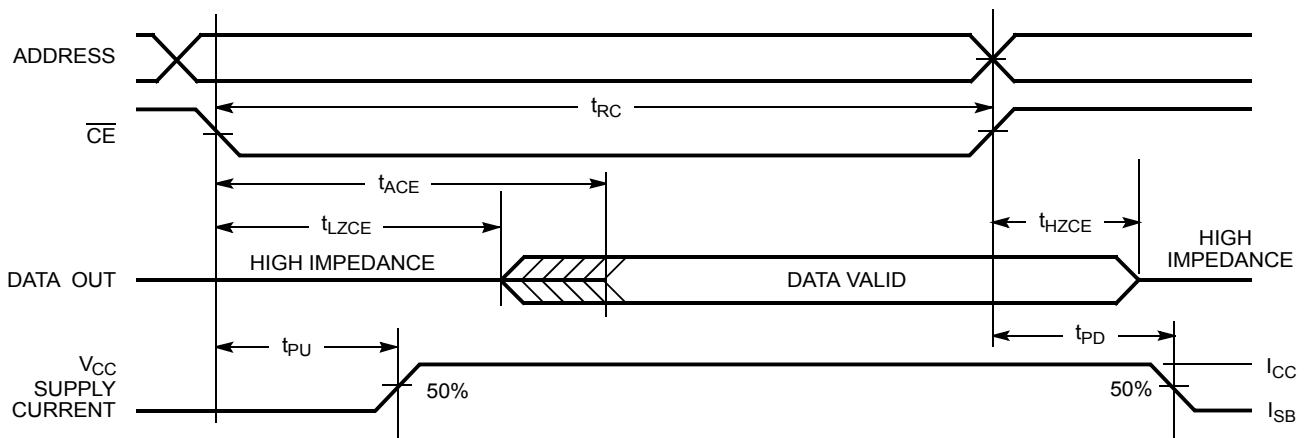 ADDRESS
tRC
CE
tACE
tLZCE
tHZCE
HIGH IMPEDANCE
HIGH
IMPEDANCE
DATA OUT
DATA VALID
tPU
tPD
VCC
SUPPLY
CURRENT
50%
50%
ICC
ISB